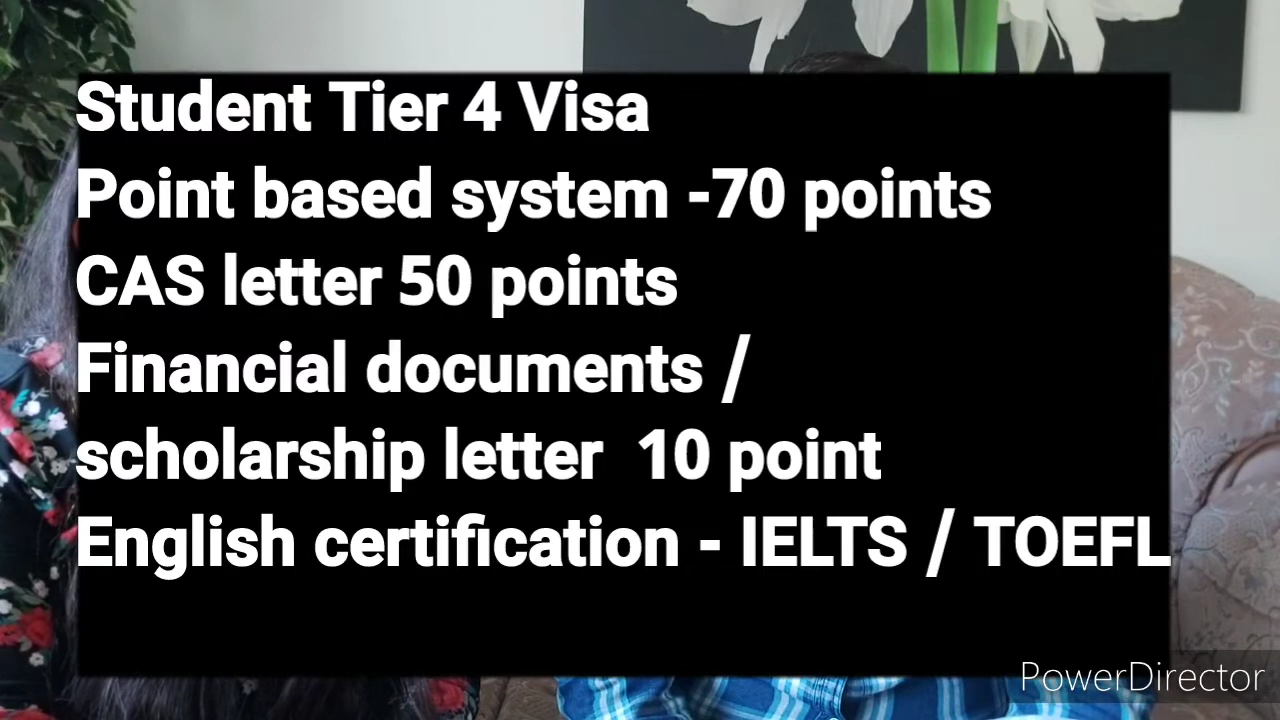 Student Tier 4 Visa
Point based system -70 points
CAS letter 50 points
Financial documents /
scholarship letter  10 point
English certification - IELTS / TOEFL
PowerDirector